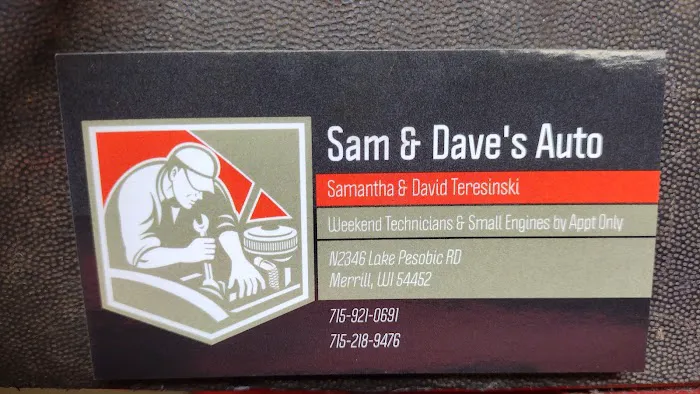 Sam & Dave's Auto
Samantha & David Teresinski
Weekend Technicians & Small Engines by Appt Only
N2346 Lake Pesobic RD
Merrill, WI 54452
715-921-0691
715-218-9476